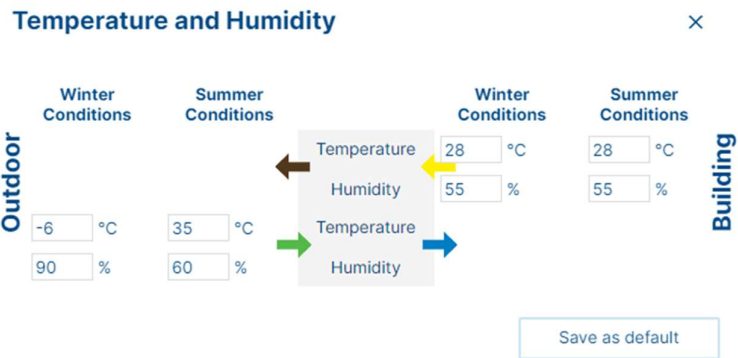 Temperature and Humidity
×
Winter Conditions
Summer Conditions
Winter Conditions
Summer Conditions
Outdoor
Building
Temperature 28 °C 28 °C
Humidity 55 % 55 %
-6 °C 35 °C Temperature
90 % 60 % Humidity
Save as default